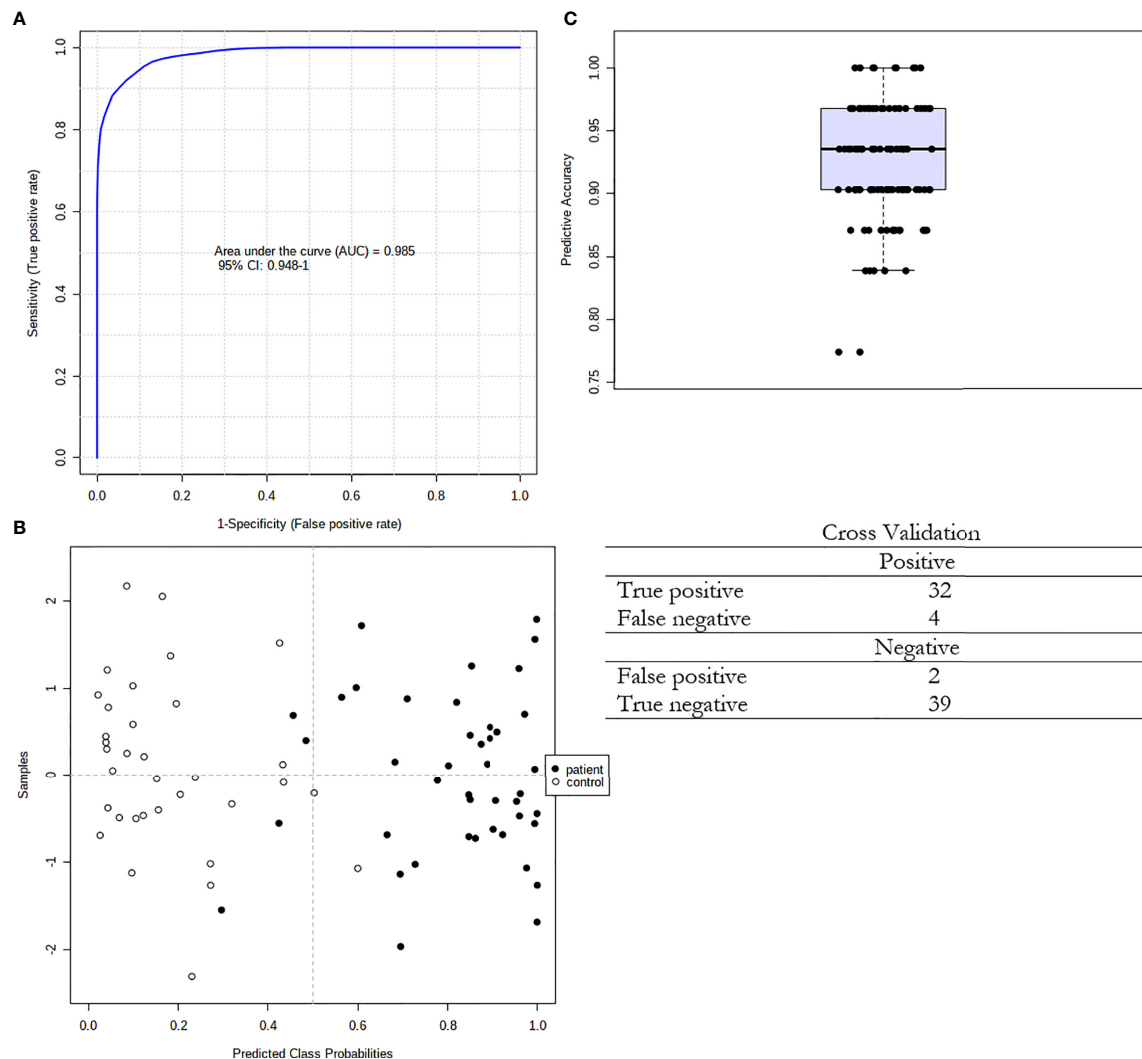 A
1.0
0.8
0.6
0.4
0.2
0.0
Sensitivity (True positive rate)
Area under the curve (AUC) = 0.985
95% CI: 0.948-1
0.0 0.2 0.4 0.6 0.8 1.0
1-Specificity (False positive rate)
C
1.00
0.95
0.90
0.85
0.80
0.75
Predictive Accuracy
B
2
1
0
-1
-2
Samples
patient
control
0.0 0.2 0.4 0.6 0.8 1.0
Predicted Class Probabilities
Cross Validation
Positive
True positive 32
False negative 4
Negative
False positive 2
True negative 39